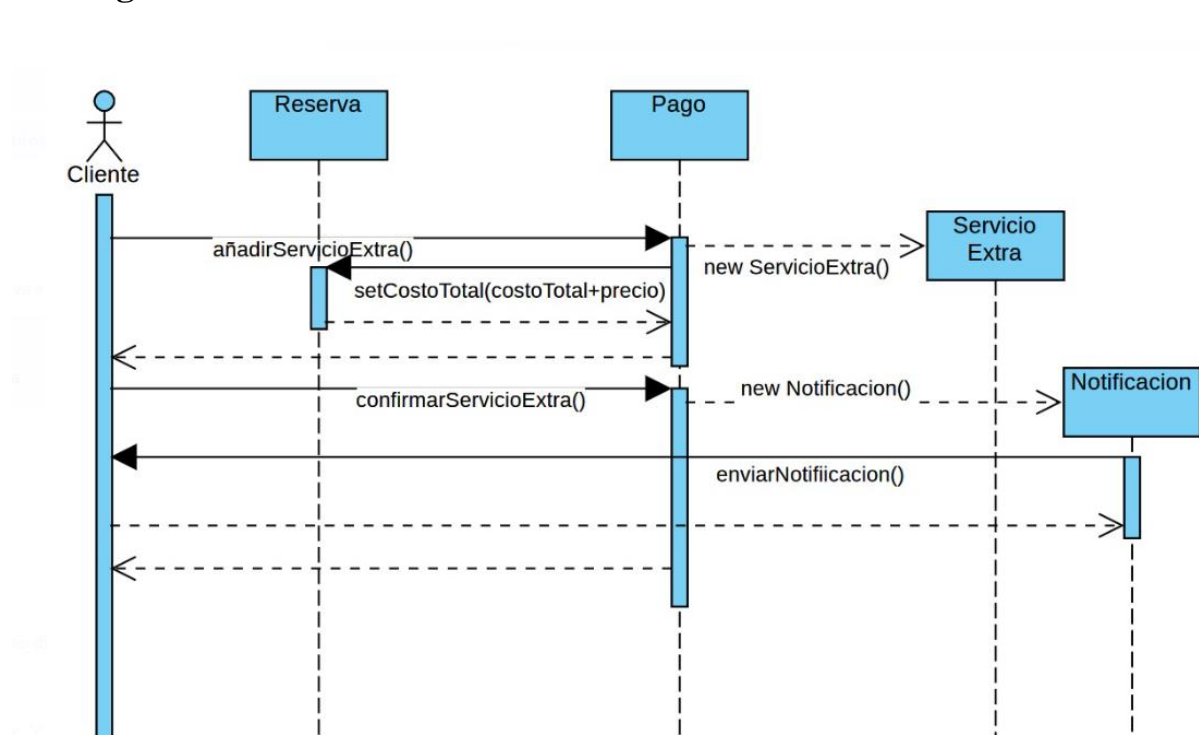 Reserva
Pago
Cliente
Servicio
Extra
añadirServicioExtra()
new ServicioExtra()
setCostoTotal(costoTotal+precio)
Notificacion
new Notificacion()
confirmarServicioExtra()
enviarNotifiicacion()